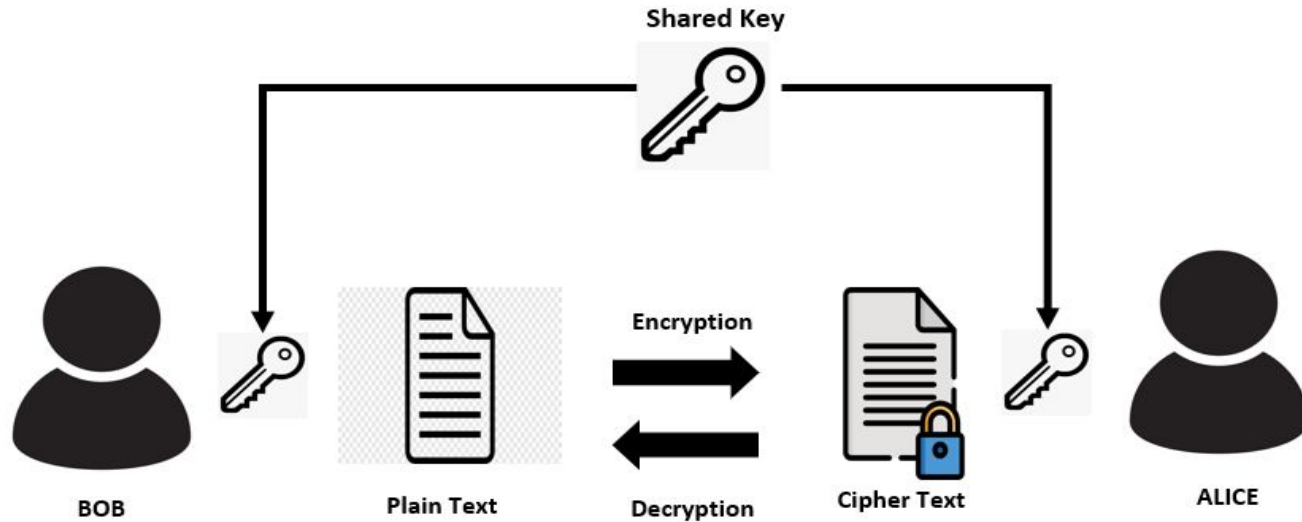 Shared Key
Encryption
BOB
Plain Text
Decryption
Cipher Text
ALICE